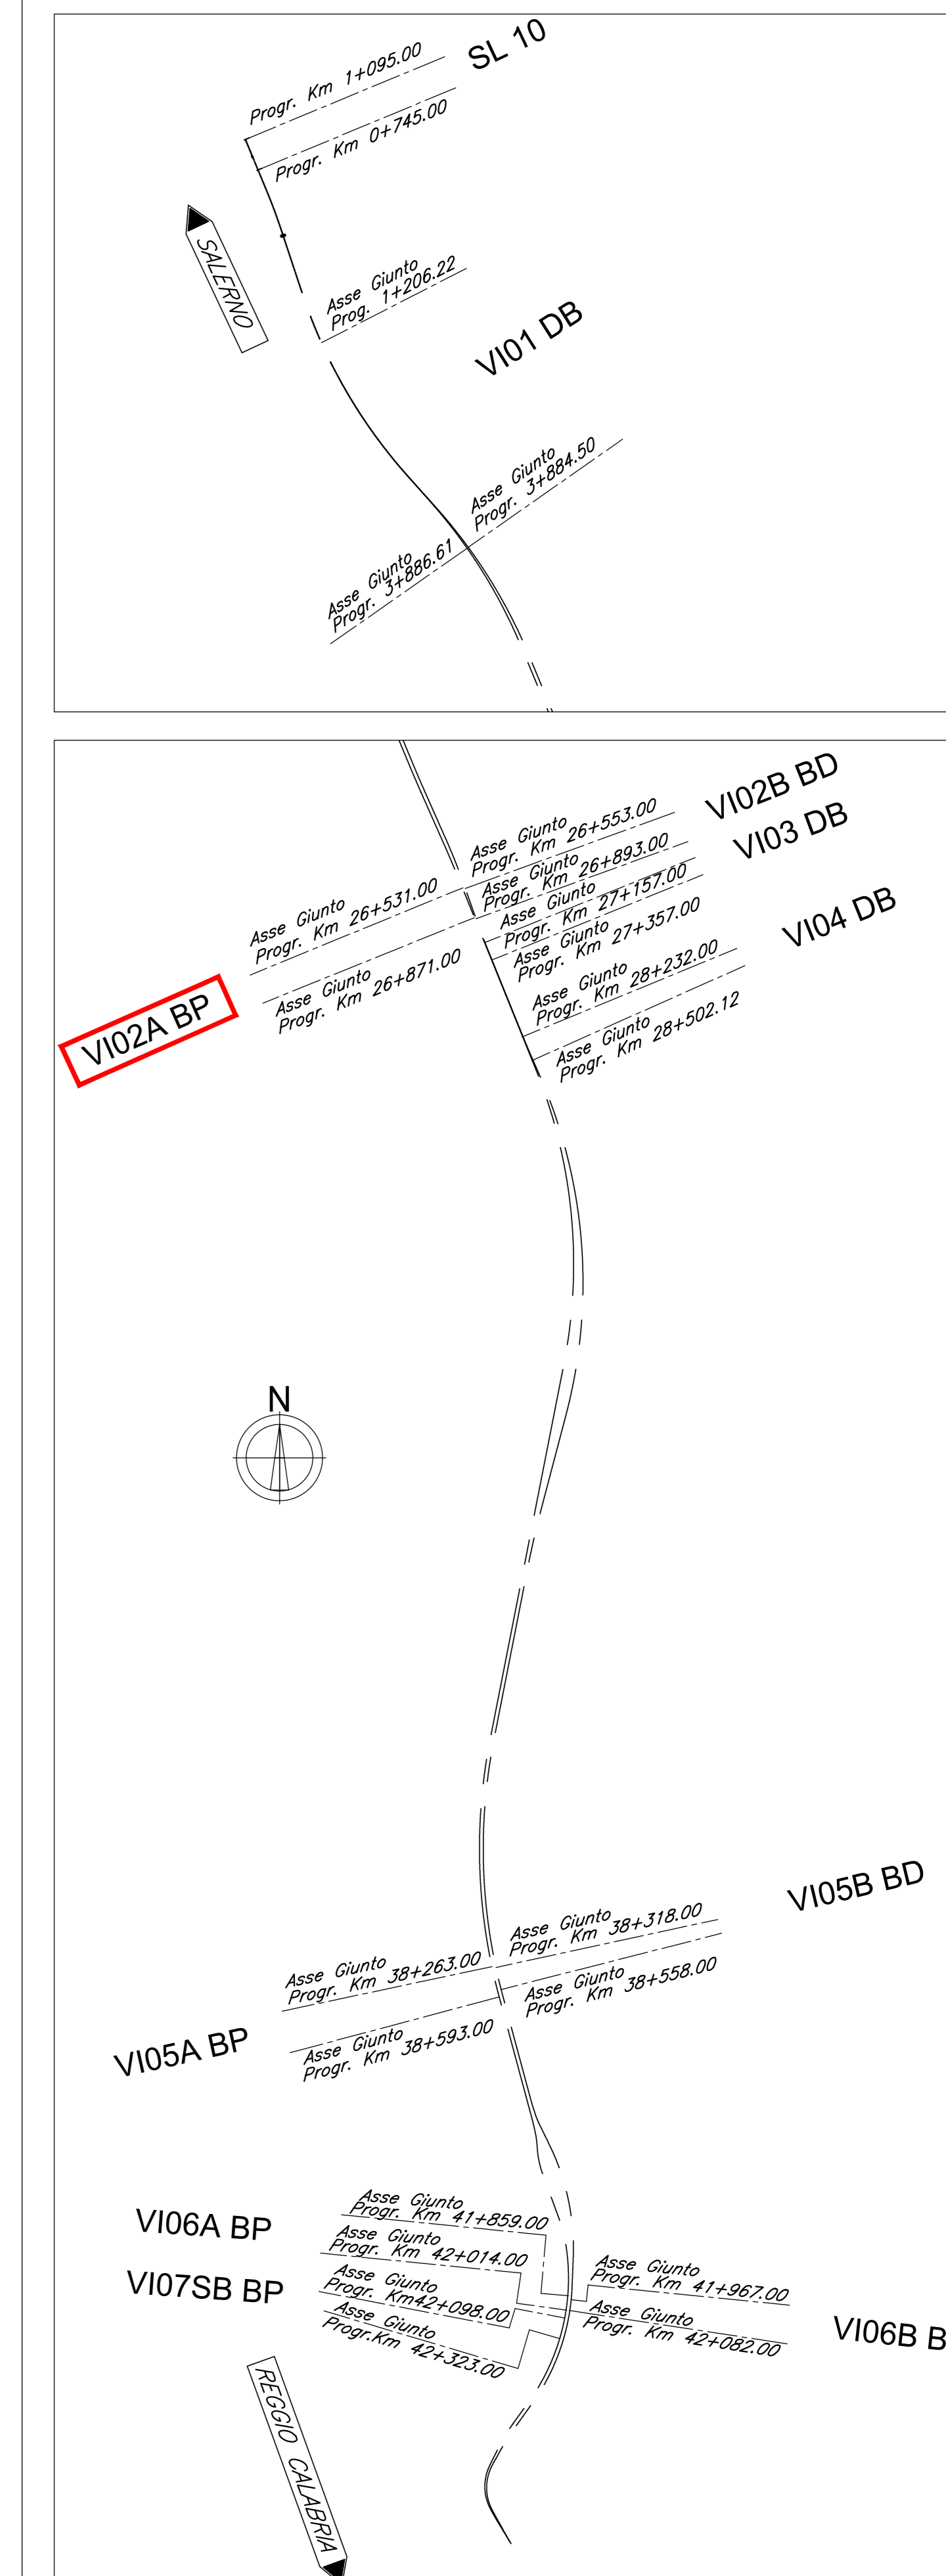 SL 10
Progr. Km 1+095.00
Progr. Km 0+745.00
SALERNO
Asse Giunto
Prog. 1+206.22
VI01 DB
Asse Giunto
Progr. 3+884.50
Asse Giunto
Progr. 3+886.61
VI02B BD
Asse Giunto
Progr. Km 26+553.00
VI03 DB
Asse Giunto
Progr. Km 26+893.00
Asse Giunto
Progr. Km 26+531.00
Asse Giunto
Progr. Km 27+157.00
VI04 DB
Asse Giunto
Progr. Km 27+357.00
Asse Giunto
Progr. Km 26+871.00
VI02A BP
Asse Giunto
Progr. Km 28+232.00
Asse Giunto
Progr. Km 28+502.12
N
VI05B BD
Asse Giunto
Progr. Km 38+318.00
Asse Giunto
Progr. Km 38+263.00
Asse Giunto
Progr. Km 38+558.00
VI05A BP
Asse Giunto
Progr. Km 38+593.00
VI06A BP
Asse Giunto
Progr. Km 41+859.00
Asse Giunto
Progr. Km 42+014.00
VI07SB BP
Asse Giunto
Progr. Km42+098.00
Asse Giunto
Progr.Km 42+323.00
Asse Giunto
Progr. Km 41+967.00
Asse Giunto
Progr. Km 42+082.00
VI06B B
REGGIO CALABRIA